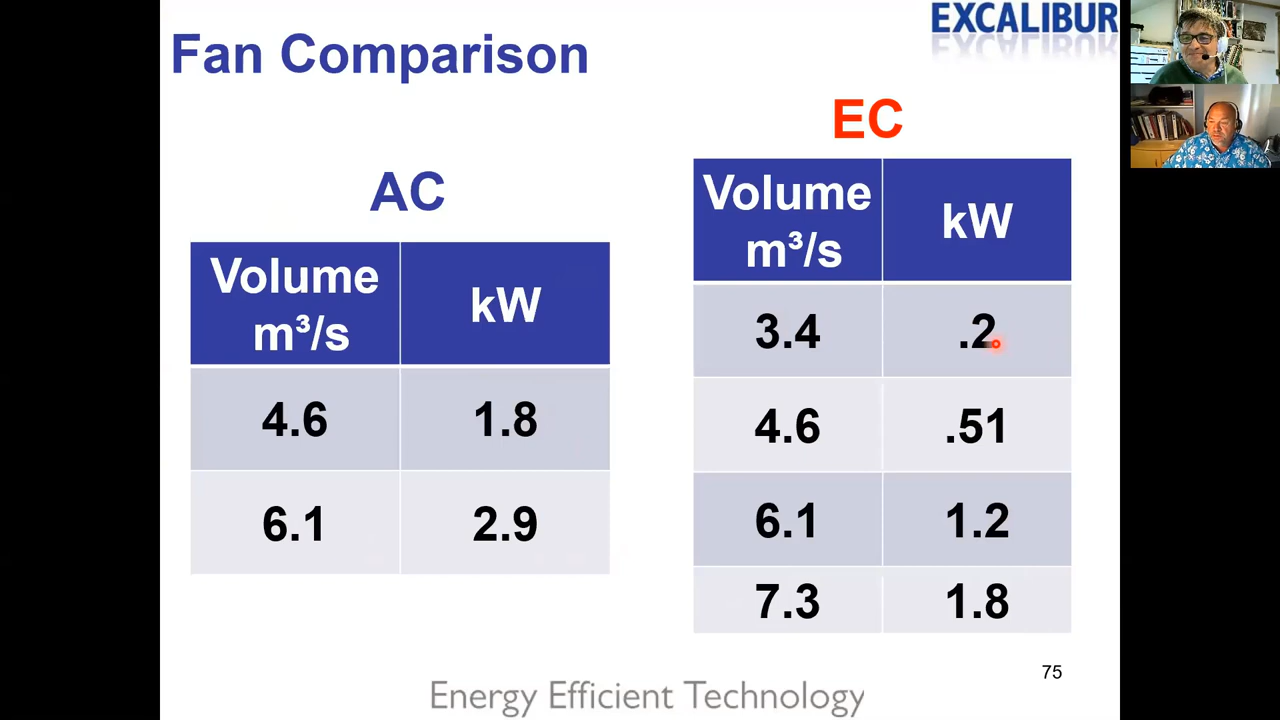 Fan Comparison
EXCALIBUR
AC
Volume
m³/s
kW
4.6
1.8
6.1
2.9
EC
Volume
m³/s
kW
3.4
.2
4.6
.51
6.1
1.2
7.3
1.8
75
Energy Efficient Technology